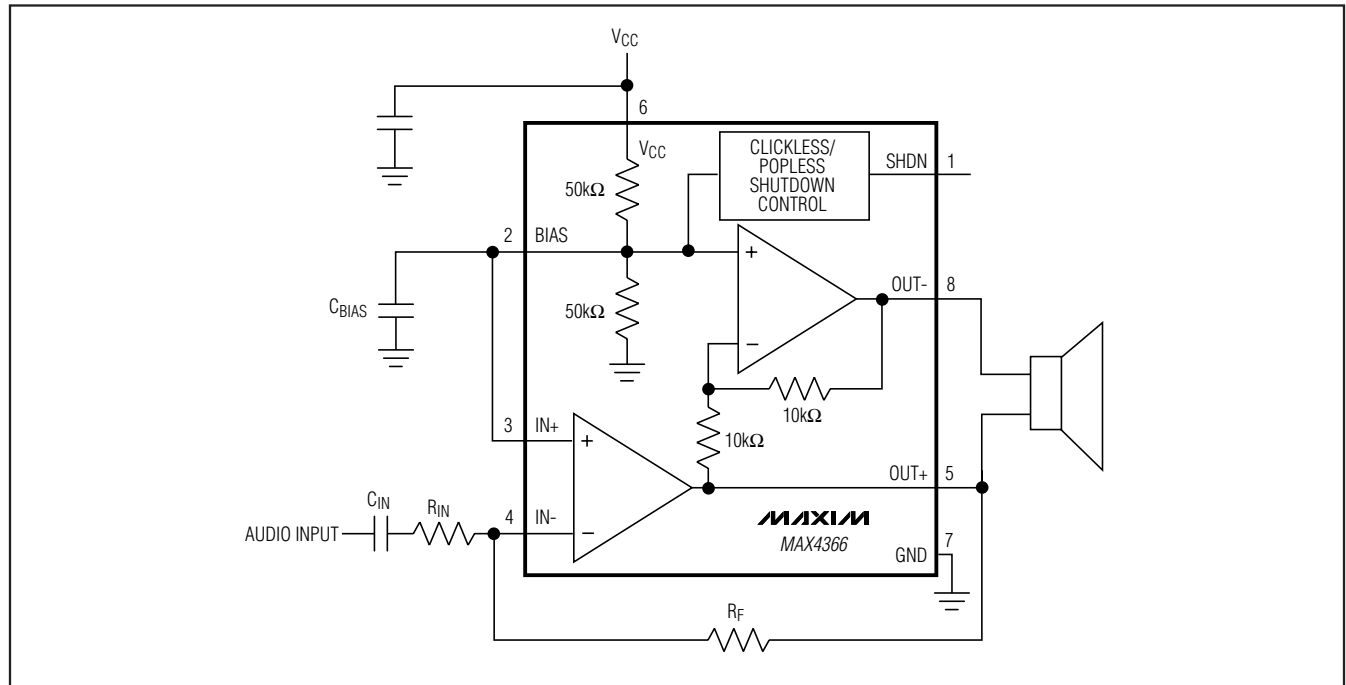 VCC
6
VCC
50kΩ
CLICKLESS/
POPLESS
SHUTDOWN
CONTROL
SHDN 1
2 BIAS
+
OUT- 8
CBIAS
50kΩ
−
10kΩ
10kΩ
3 IN+
+
OUT+ 5
CIN
RIN
AUDIO INPUT
4 IN-
−
MAXIM
MAX4366
7
GND
RF